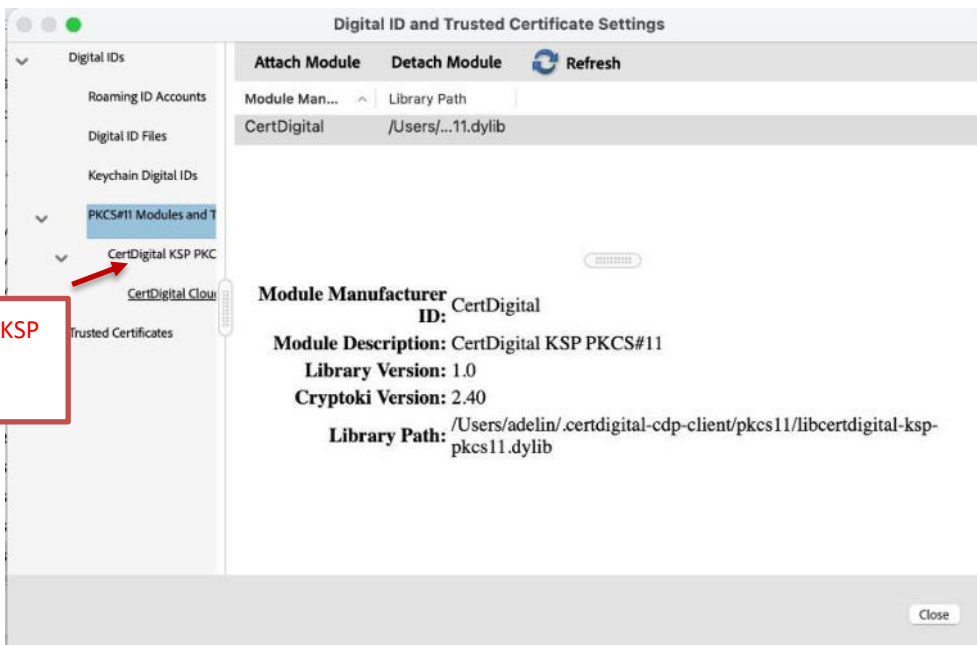 Digital ID and Trusted Certificate Settings
Digital IDs
Roaming ID Accounts
Digital ID Files
Keychain Digital IDs
PKCS#11 Modules and T
CertDigital KSP PKC
CertDigital Clou
Trusted Certificates
KSP
Attach Module Detach Module Refresh
Module Man... Library Path
CertDigital /Users/...11.dylib
Module Manufacturer
ID: CertDigital
Module Description: CertDigital KSP PKCS#11
Library Version: 1.0
Cryptoki Version: 2.40
Library Path: /Users/adelin/.certdigital-cdp-client/pkcs11/libcertdigital-ksp-
pkcs11.dylib
Close